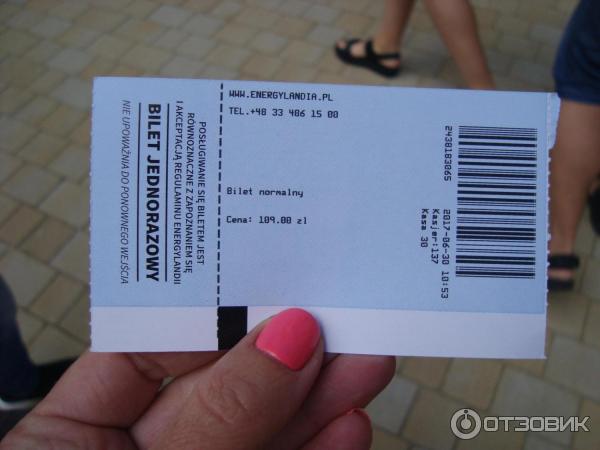 WWW.ENERGYLANDIA.PL
TEL.+48 33 486 15 00
Bilet normalny
Cena: 109.00 zl
POSŁUGIWANIE SIĘ BILETEM JEST
RÓWNOZNACZNE Z ZAPOZNANIEM SIĘ
I AKCEPTACJĄ REGULAMINU ENERGYLANDII
BILET JEDNORAZOWY
NIE UPOWAŻNIA DO PONOWNEGO WEJŚCIA
2438183065
2017-06-30 10:53
Kasjer:137
Kasa 30
ОТЗОВИК